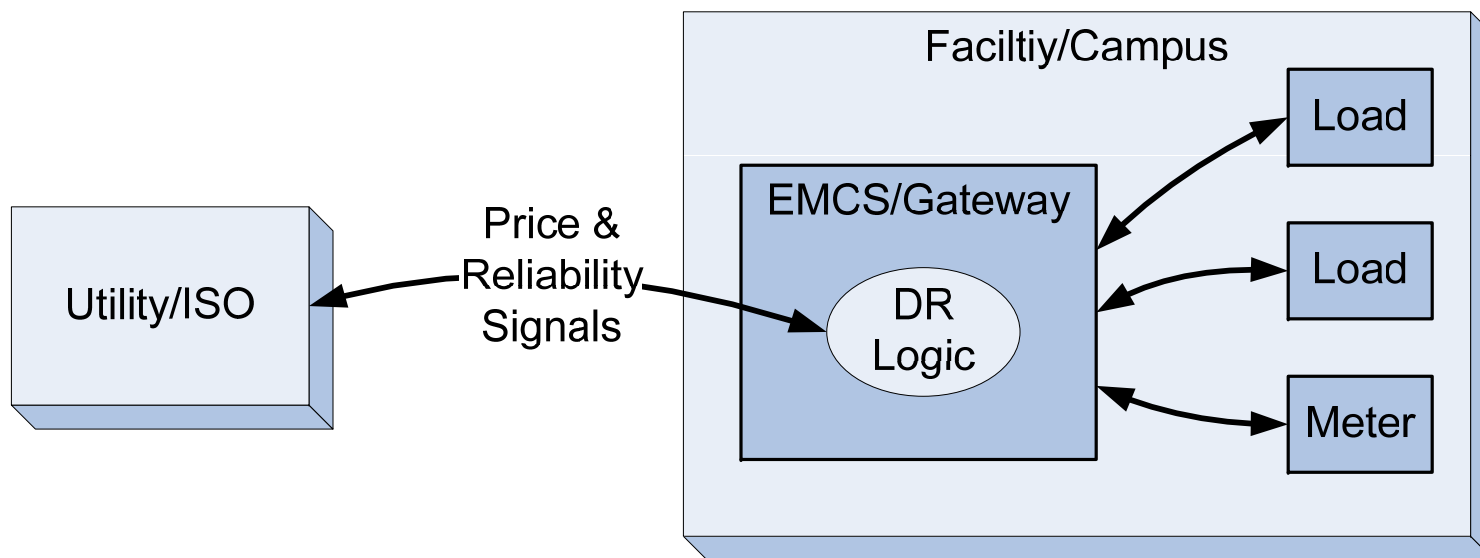 Faciltiy/Campus
Load
EMCS/Gateway
Price &
Reliability
Signals
Utility/ISO
DR
Logic
Load
Meter